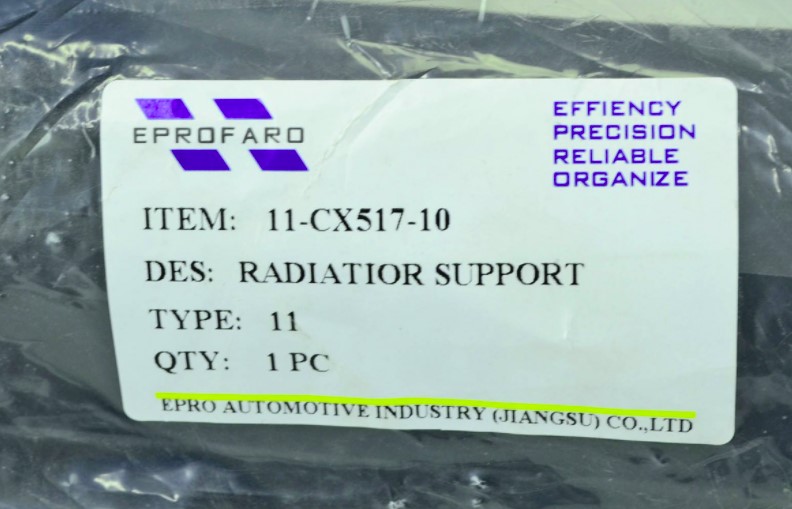 EPROFARO
EFFIENCY
PRECISION
RELIABLE
ORGANIZE
ITEM: 11-CX517-10
DES: RADIATIOR SUPPORT
TYPE: 11
QTY: 1 PC
EPRO AUTOMOTIVE INDUSTRY (JIANGSU) CO.,LTD